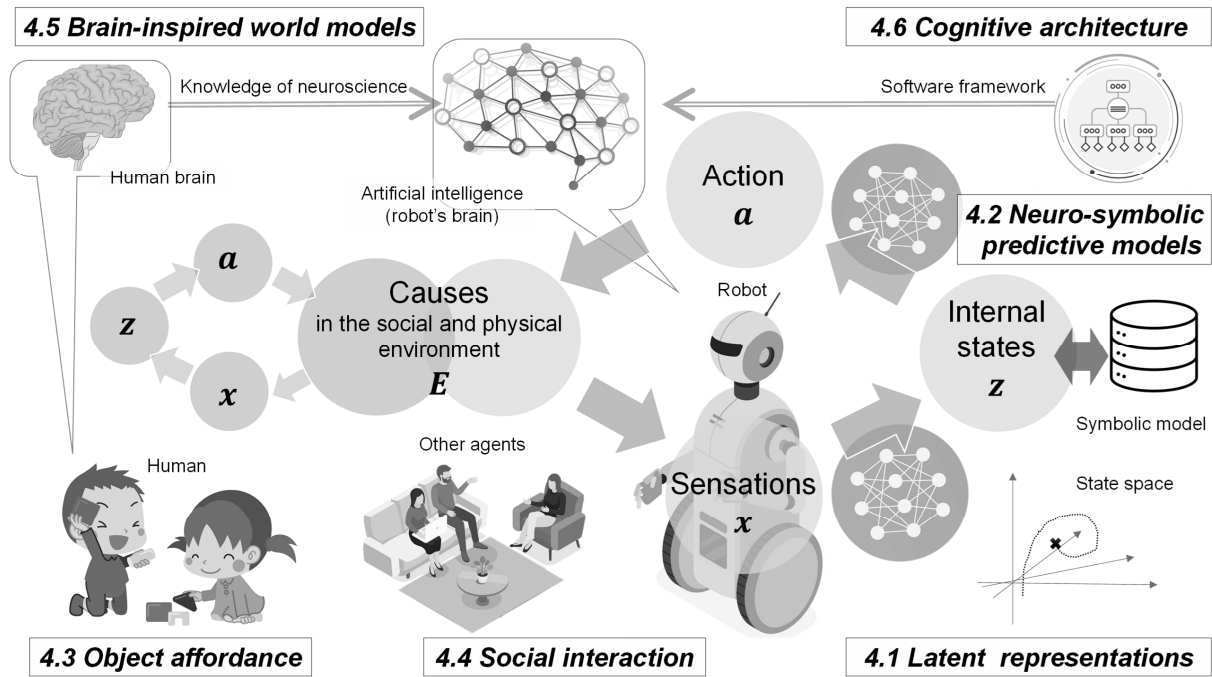 4.5 Brain-inspired world models
4.6 Cognitive architecture
Knowledge of neuroscience
Software framework
Human brain
Artificial intelligence
(robot's brain)
Action
a
4.2 Neuro-symbolic
predictive models
a
z
x
Causes
in the social and physical
environment
E
Robot
Internal
states
z
Symbolic model
Human
Other agents
Sensations
x
State space
4.3 Object affordance
4.4 Social interaction
4.1 Latent representations